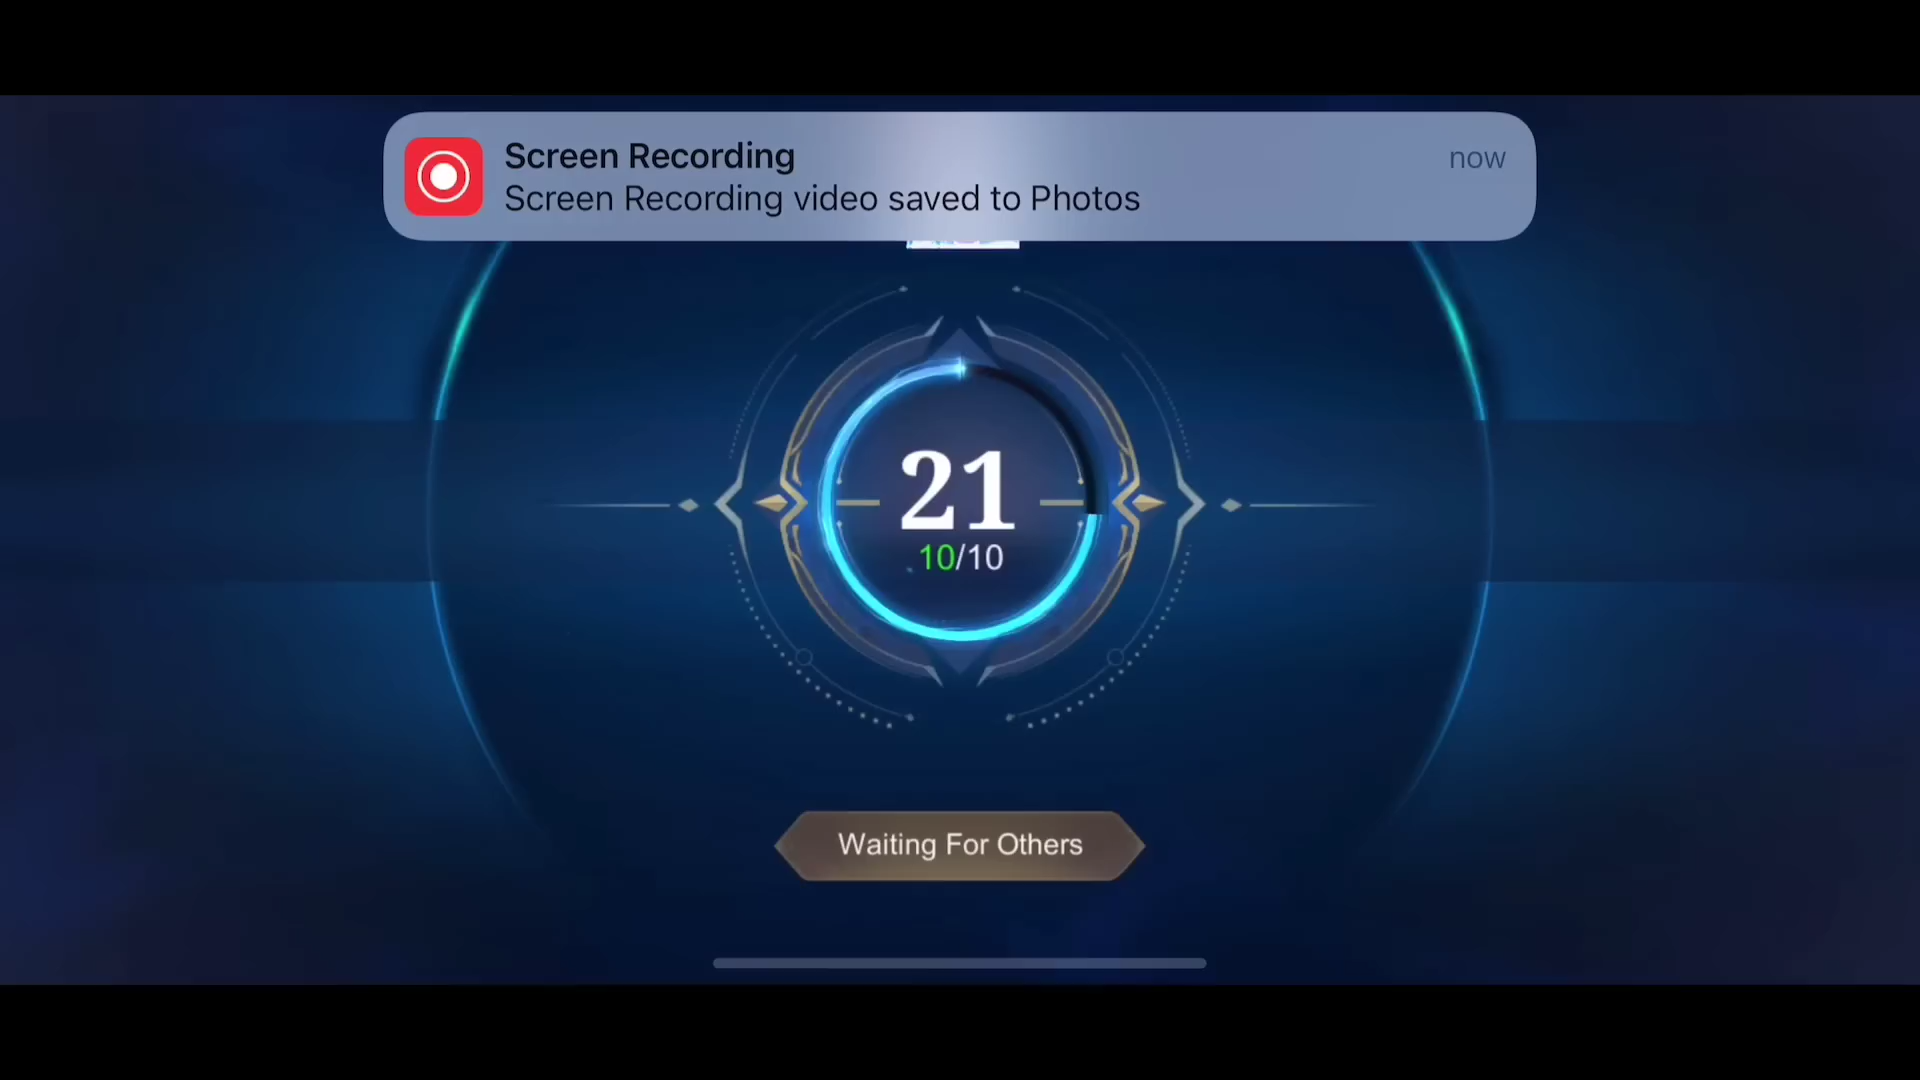 Screen Recording
now
Screen Recording video saved to Photos
21
10/10
Waiting For Others